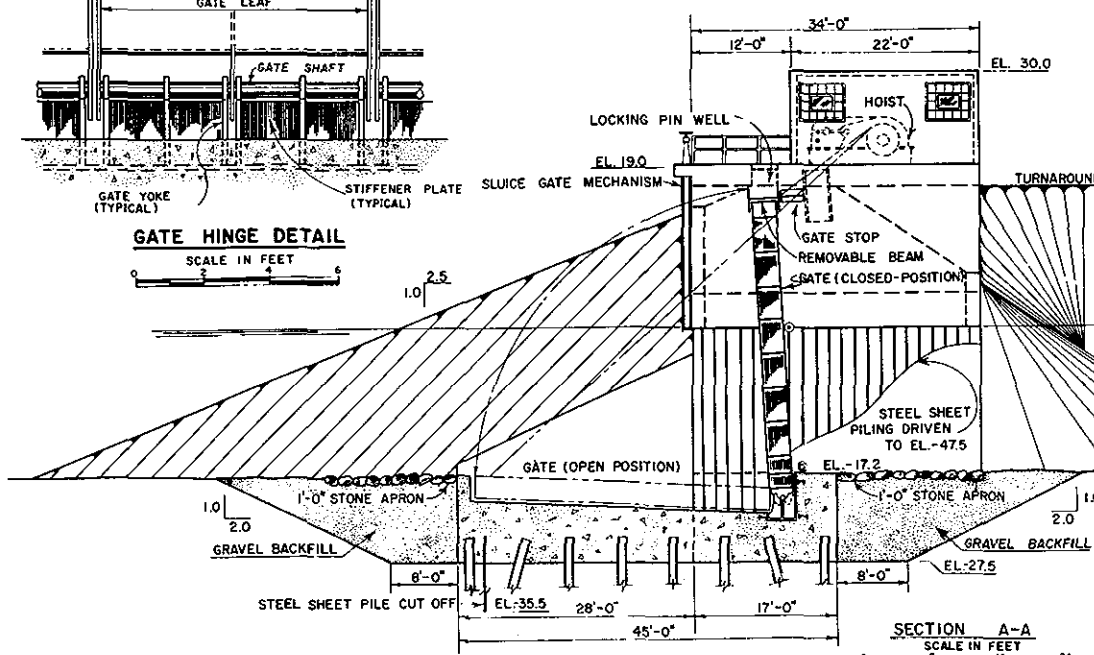 GATE LEAF
GATE SHAFT
GATE YOKE
(TYPICAL)
STIFFENER PLATE
(TYPICAL)
GATE HINGE DETAIL
SCALE IN FEET
0 2 4 6
34'-0"
12'-0"
22'-0"
EL. 30.0
HOIST
LOCKING PIN WELL
EL. 19.0
SLUICE GATE MECHANISM
TURNAROUND
GATE STOP
REMOVABLE BEAM
GATE (CLOSED-POSITION)
2.5
1.0
STEEL SHEET
PILING DRIVEN
TO EL.-47.5
GATE (OPEN POSITION)
6"
EL.-17.2
1'-0" STONE APRON
1'-0" STONE APRON
1.0
2.0
1.0
2.0
GRAVEL BACKFILL
GRAVEL BACKFILL
EL.-27.5
8'-0"
8'-0"
STEEL SHEET PILE CUT OFF
EL.-35.5
28'-0"
17'-0"
45'-0"
SECTION A-A
SCALE IN FEET